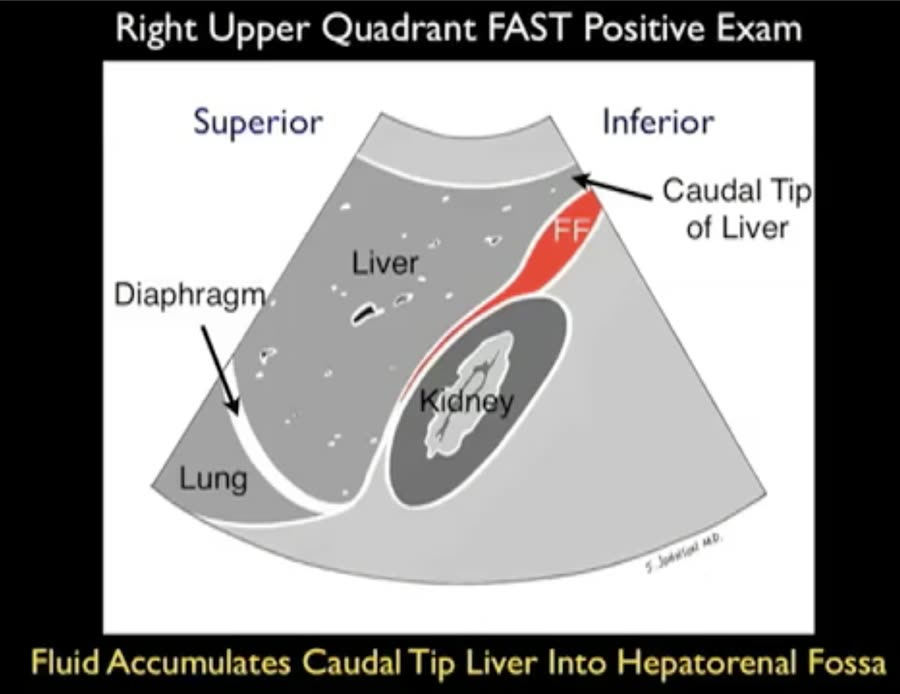 Right Upper Quadrant FAST Positive Exam
Superior
Inferior
Caudal Tip
of Liver
FF
Liver
Diaphragm
Kidney
Lung
S. JOHNSON M.D.
Fluid Accumulates Caudal Tip Liver Into Hepatorenal Fossa